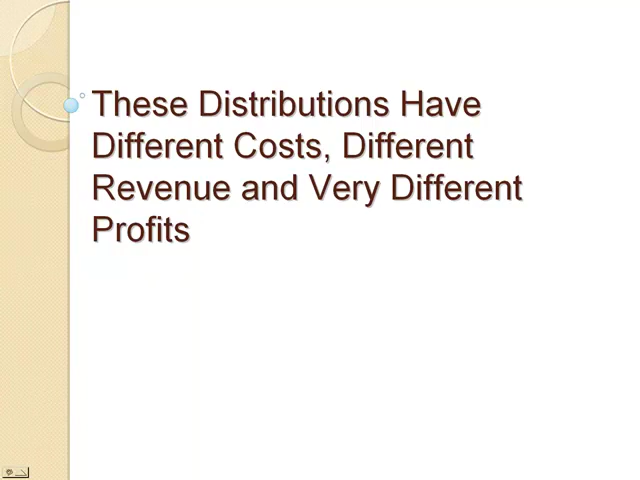 These Distributions Have
Different Costs, Different
Revenue and Very Different
Profits